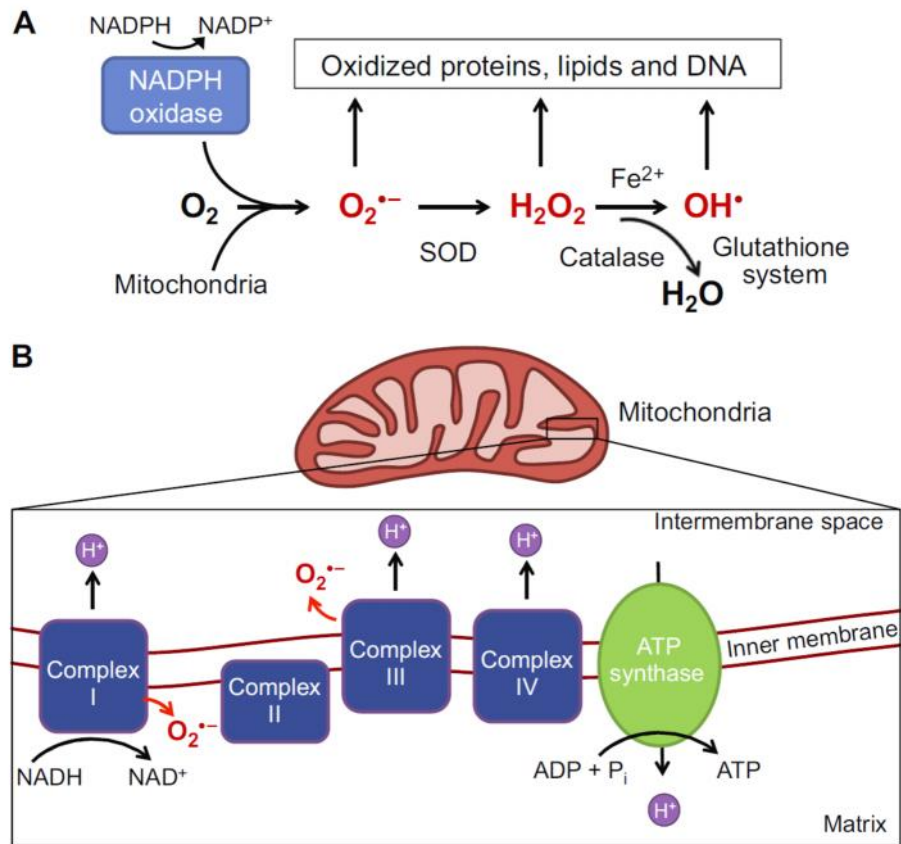 A
NADPH NADP⁺
NADPH
oxidase
Oxidized proteins, lipids and DNA
Fe²⁺
O₂ O₂•⁻ H₂O₂ OH•
SOD
Catalase
Glutathione
system
Mitochondria
H₂O
B
Mitochondria
Intermembrane space
H⁺ H⁺ H⁺
O₂•⁻
Inner membrane
Complex
I
Complex
II
Complex
III
Complex
IV
ATP
synthase
O₂•⁻
NADH NAD⁺
ADP + Pᵢ ATP
H⁺
Matrix